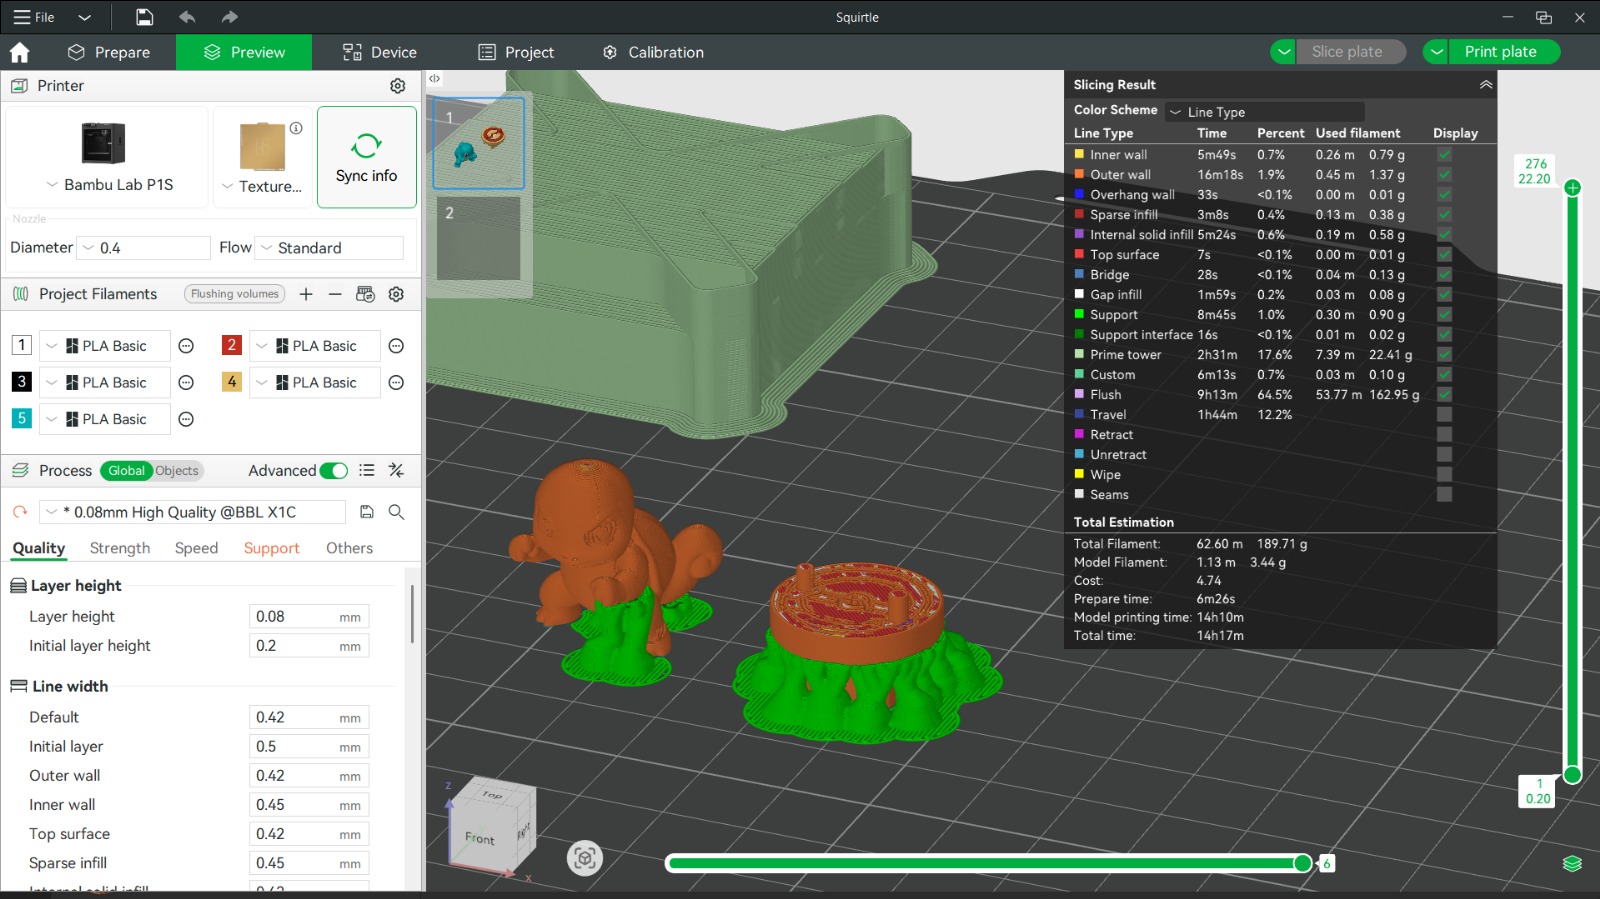 File
Squirtle
Prepare
Preview
Device
Project
Calibration
Slice plate
Print plate
Printer
Bambu Lab P1S
Texture...
Sync info
Nozzle
Diameter 0.4 Flow Standard
Project Filaments Flushing volumes
1 PLA Basic 2 PLA Basic
3 PLA Basic 4 PLA Basic
5 PLA Basic
Process Global Objects Advanced
* 0.08mm High Quality @BBL X1C
Quality Strength Speed Support Others
Layer height
Layer height 0.08 mm
Initial layer height 0.2 mm
Line width
Default 0.42 mm
Initial layer 0.5 mm
Outer wall 0.42 mm
Inner wall 0.45 mm
Top surface 0.42 mm
Sparse infill 0.45 mm
Internal solid infill 0.42
1
2
Slicing Result
Color Scheme Line Type
Line Type Time Percent Used filament Display
Inner wall 5m49s 0.7% 0.26 m 0.79 g
Outer wall 16m18s 1.9% 0.45 m 1.37 g
Overhang wall 33s <0.1% 0.00 m 0.01 g
Sparse infill 3m8s 0.4% 0.13 m 0.38 g
Internal solid infill 5m24s 0.6% 0.19 m 0.58 g
Top surface 7s <0.1% 0.00 m 0.01 g
Bridge 28s <0.1% 0.04 m 0.13 g
Gap infill 1m59s 0.2% 0.03 m 0.08 g
Support 8m45s 1.0% 0.30 m 0.90 g
Support interface 16s <0.1% 0.01 m 0.02 g
Prime tower 2h31m 17.6% 7.39 m 22.41 g
Custom 6m13s 0.7% 0.03 m 0.10 g
Flush 9h13m 64.5% 53.77 m 162.95 g
Travel 1h44m 12.2%
Retract
Unretract
Wipe
Seams
Total Estimation
Total Filament: 62.60 m 189.71 g
Model Filament: 1.13 m 3.44 g
Cost: 4.74
Prepare time: 6m26s
Model printing time: 14h10m
Total time: 14h17m
276
22.20
1
0.20
z
Top
Front
Right
x
6